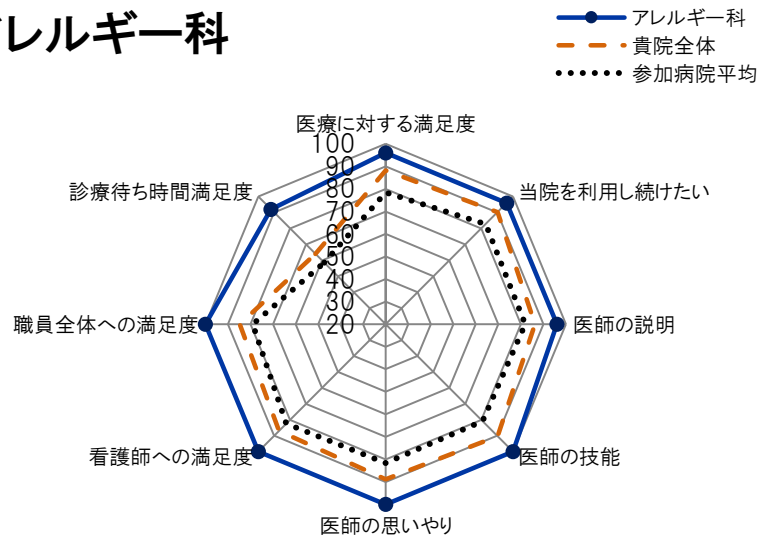 アレルギー科
アレルギー科
貴院全体
参加病院平均
医療に対する満足度
100
90
80
70
60
50
40
30
20
診療待ち時間満足度
当院を利用し続けたい
職員全体への満足度
医師の説明
看護師への満足度
医師の技能
医師の思いやり